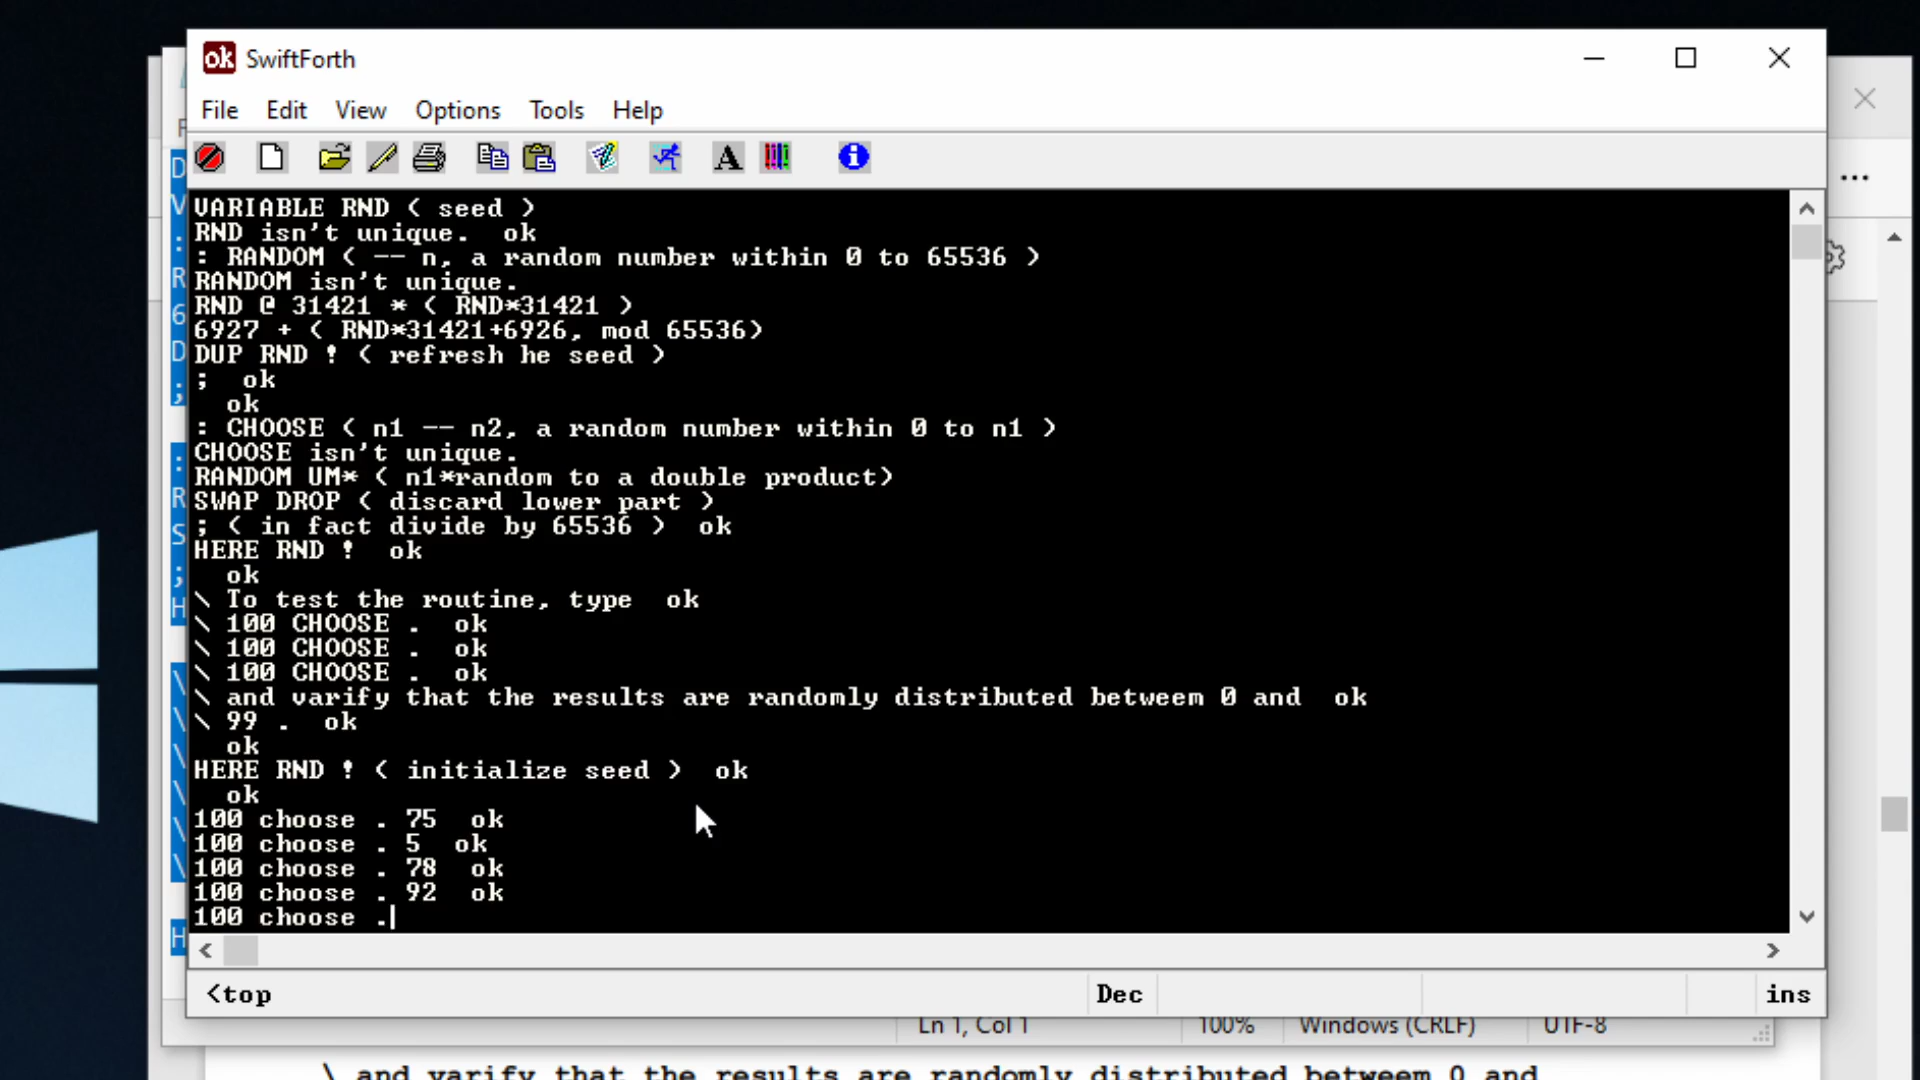 ok SwiftForth
File Edit View Options Tools Help
VARIABLE RND ( seed )
RND isn't unique.  ok
: RANDOM ( -- n, a random number within 0 to 65536 )
RANDOM isn't unique.
RND @ 31421 * ( RND*31421 )
6927 + ( RND*31421+6926, mod 65536)
DUP RND ! ( refresh he seed )
;  ok
ok
: CHOOSE ( n1 -- n2, a random number within 0 to n1 )
CHOOSE isn't unique.
RANDOM UM* ( n1*random to a double product)
SWAP DROP ( discard lower part )
; ( in fact divide by 65536 )  ok
HERE RND !  ok
ok
\ To test the routine, type  ok
\ 100 CHOOSE .  ok
\ 100 CHOOSE .  ok
\ 100 CHOOSE .  ok
\ and varify that the results are randomly distributed betweem 0 and  ok
\ 99 .  ok
ok
HERE RND ! ( initialize seed )  ok
ok
100 choose . 75  ok
100 choose . 5  ok
100 choose . 78  ok
100 choose . 92  ok
100 choose .
<top Dec ins
Ln 1, Col 1 100% Windows (CRLF) UTF-8
\ and varify that the results are randomly distributed betweem 0 and